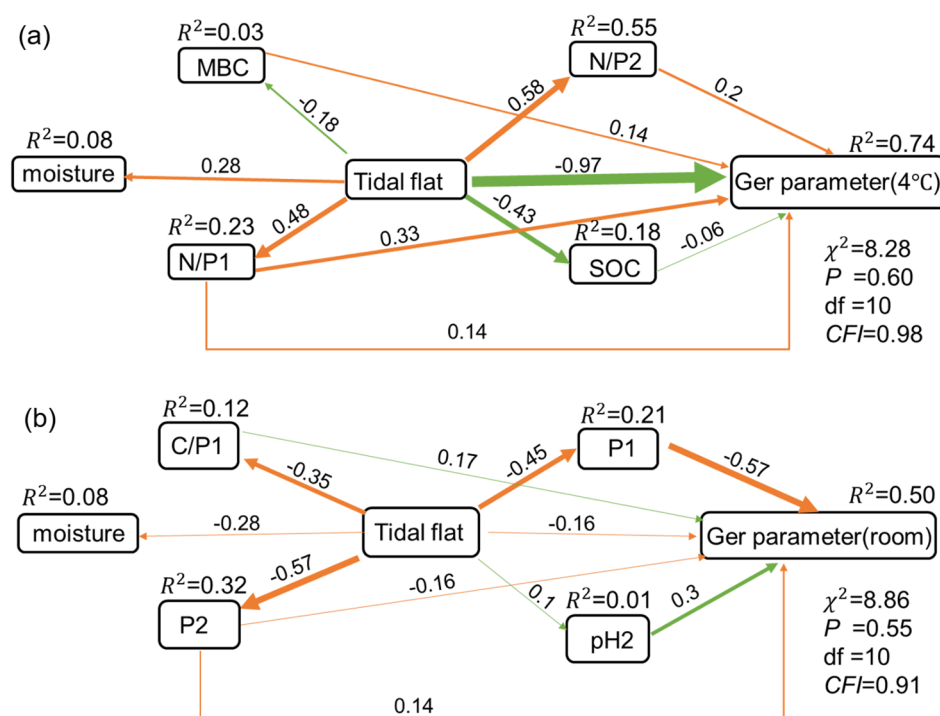 (a)
R²=0.03
MBC
R²=0.55
N/P2
0.58
0.2
-0.18
0.14
R²=0.08
moisture
0.28
Tidal flat
-0.97
R²=0.74
Ger parameter(4℃)
0.48
-0.43
R²=0.23
N/P1
0.33
R²=0.18
SOC
-0.06
χ²=8.28
P =0.60
df =10
CFI=0.98
0.14
(b)
R²=0.12
C/P1
R²=0.21
P1
-0.35
-0.45
0.17
-0.57
R²=0.08
moisture
-0.28
Tidal flat
-0.16
R²=0.50
Ger parameter(room)
-0.57
-0.16
0.1
0.3
R²=0.32
P2
R²=0.01
pH2
χ²=8.86
P =0.55
df =10
CFI=0.91
0.14